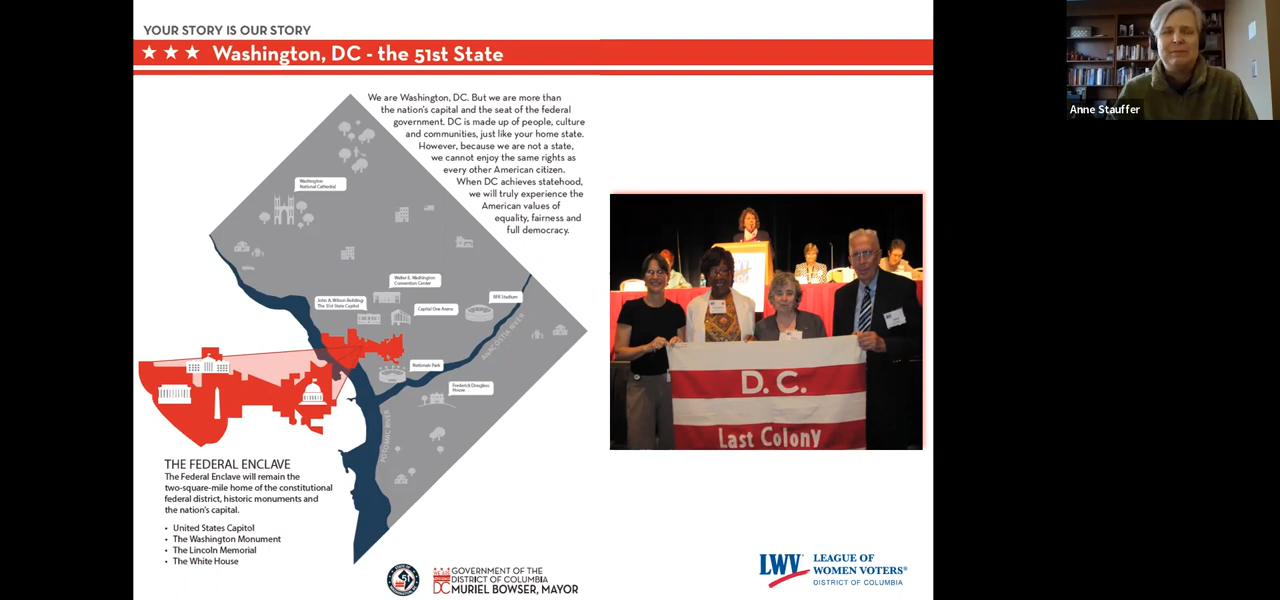 YOUR STORY IS OUR STORY
★ ★ ★ Washington, DC - the 51st State
We are Washington, DC. But we are more than
the nation's capital and the seat of the federal
government. DC is made up of people, culture
and communities, just like your home state.
However, because we are not a state,
we cannot enjoy the same rights as
every other American citizen.
When DC achieves statehood,
we will truly experience the
American values of
equality, fairness and
full democracy.
Washington
National Cathedral
Walter E. Washington
Convention Center
John A. Wilson Building
The 51st State Capitol
Capital One Arena
RFK Stadium
ANACOSTIA RIVER
Nationals Park
Frederick Douglass
House
POTOMAC RIVER
THE FEDERAL ENCLAVE
The Federal Enclave will remain the
two-square-mile home of the constitutional
federal district, historic monuments and
the nation's capital.
• United States Capitol
• The Washington Monument
• The Lincoln Memorial
• The White House
D.C.
Last Colony
WE ARE
DC
GOVERNMENT OF THE
DISTRICT OF COLUMBIA
MURIEL BOWSER, MAYOR
LWV
LEAGUE OF
WOMEN VOTERS®
DISTRICT OF COLUMBIA
Anne Stauffer